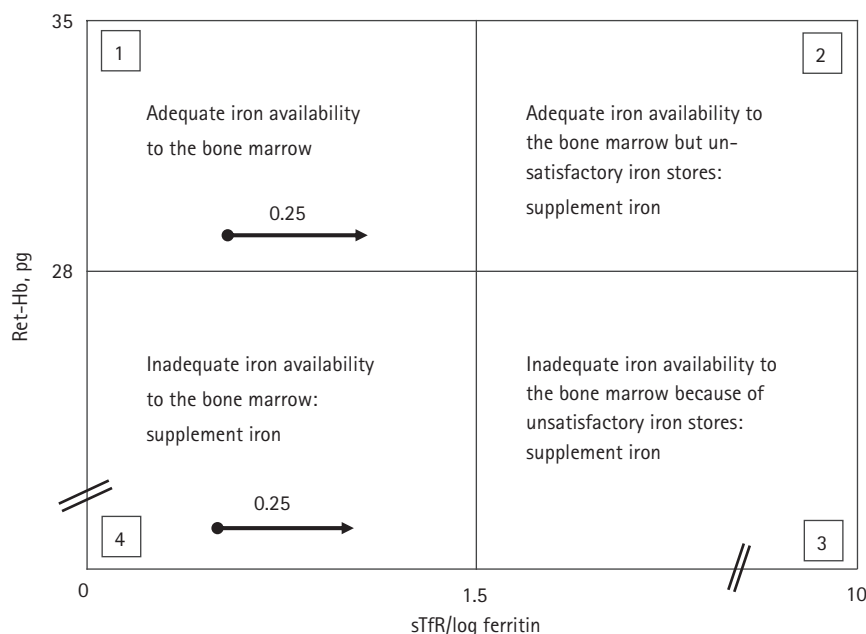 35
1
2
Adequate iron availability
to the bone marrow
Adequate iron availability to
the bone marrow but un-
satisfactory iron stores:
supplement iron
0.25
28
Ret-Hb, pg
Inadequate iron availability
to the bone marrow:
supplement iron
Inadequate iron availability to
the bone marrow because of
unsatisfactory iron stores:
supplement iron
0.25
4
3
0
1.5
10
sTfR/log ferritin